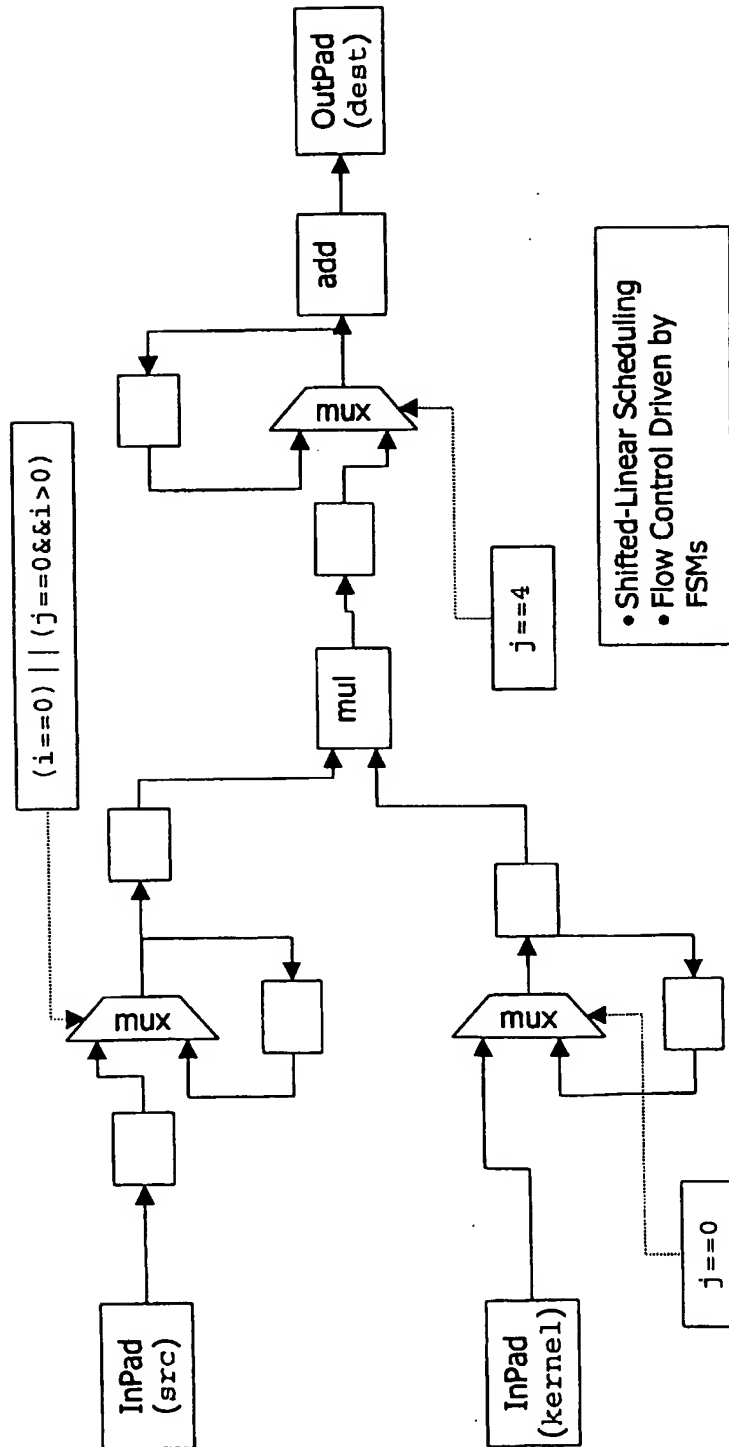 InPad
(src)
mux
(i==0)||(j==0&&i>0)
InPad
(kernel)
mux
j==0
mul
mux
j==4
add
OutPad
(dest)
• Shifted-Linear Scheduling
• Flow Control Driven by
FSMs